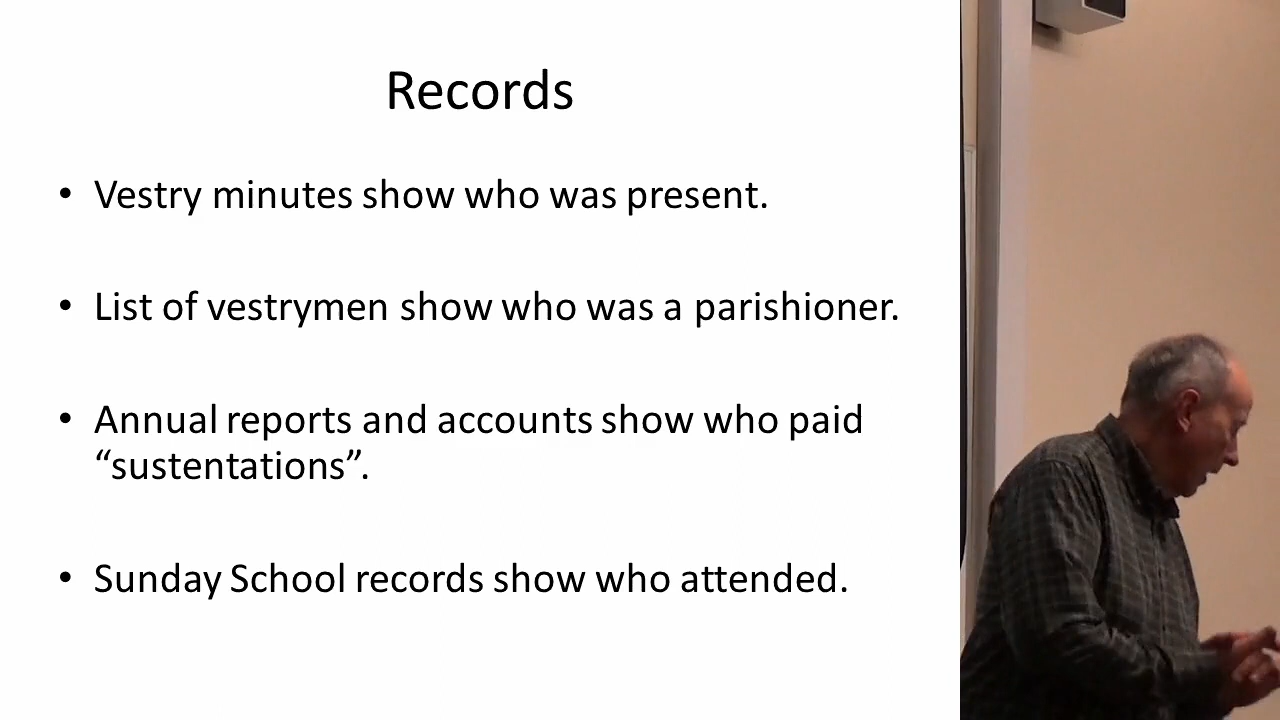 Records
• Vestry minutes show who was present.
• List of vestrymen show who was a parishioner.
• Annual reports and accounts show who paid
“sustentations”.
• Sunday School records show who attended.